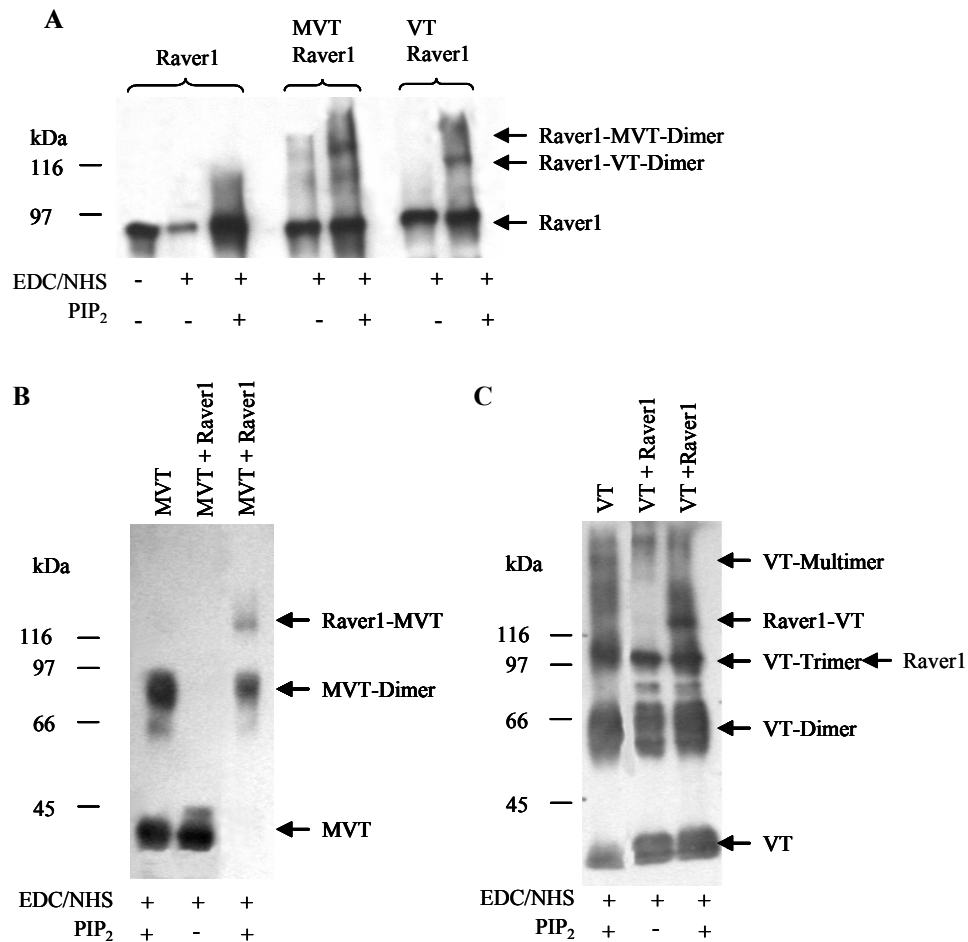 A
Raver1
MVT
Raver1
VT
Raver1
kDa
116
97
Raver1-MVT-Dimer
Raver1-VT-Dimer
Raver1
EDC/NHS - + + + + + +
PIP2 - - + - + - +
B
MVT
MVT + Raver1
MVT + Raver1
kDa
116
97
66
45
Raver1-MVT
MVT-Dimer
MVT
EDC/NHS + + +
PIP2 + - +
C
VT
VT + Raver1
VT +Raver1
kDa
116
97
66
45
VT-Multimer
Raver1-VT
VT-Trimer Raver1
VT-Dimer
VT
EDC/NHS + + +
PIP2 + - +